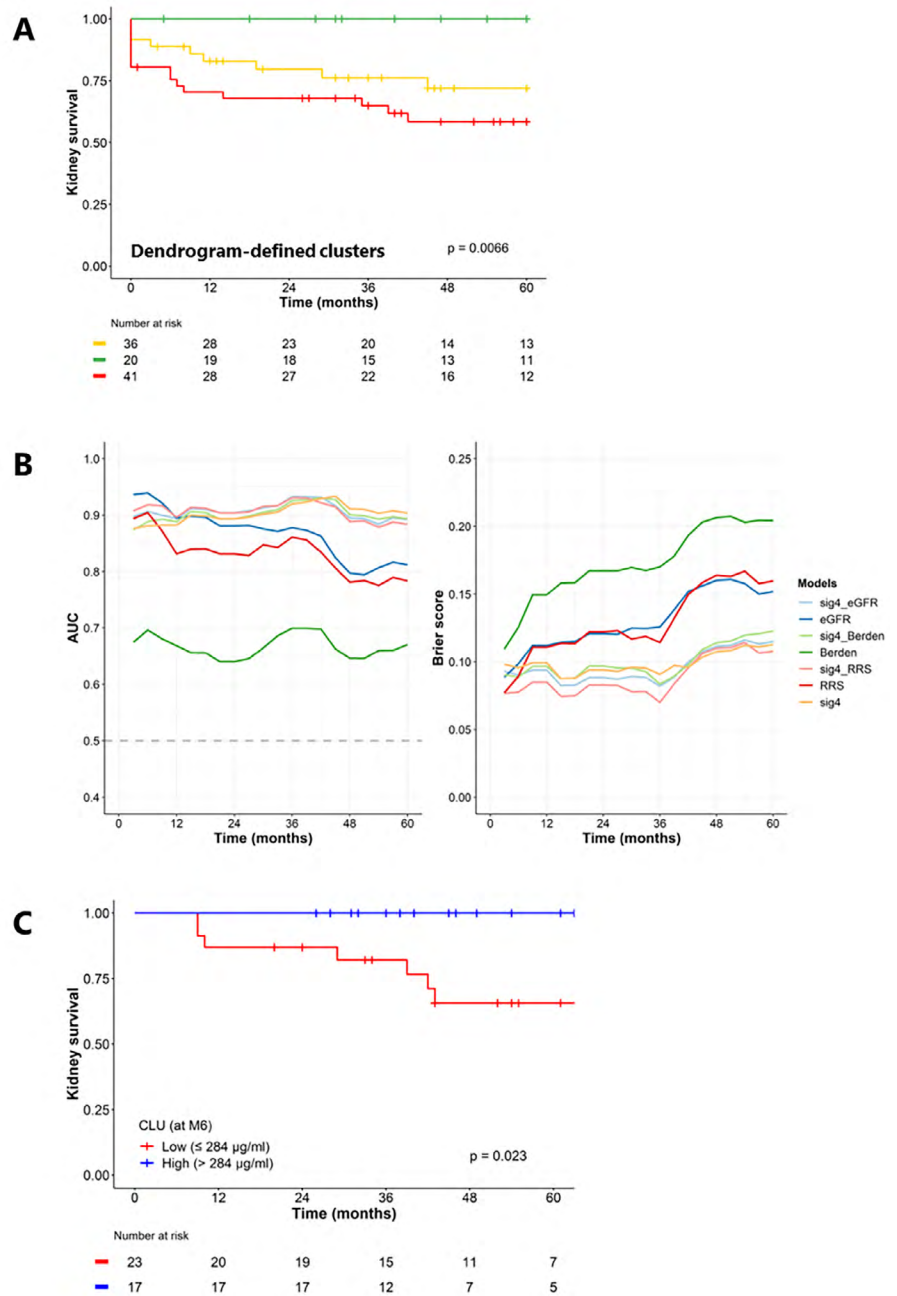 A
Kidney survival
1.00
0.75
0.50
0.25
0.00
Dendrogram-defined clusters
p = 0.0066
0 12 24 36 48 60
Time (months)
Number at risk
36 28 23 20 14 13
20 19 18 15 13 11
41 28 27 22 16 12
B
AUC
1.0
0.9
0.8
0.7
0.6
0.5
0.4
0 12 24 36 48 60
Time (months)
Brier score
0.25
0.20
0.15
0.10
0.05
0.00
0 12 24 36 48 60
Time (months)
Models
sig4_eGFR
eGFR
sig4_Berden
Berden
sig4_RRS
RRS
sig4
C
Kidney survival
1.00
0.75
0.50
0.25
0.00
CLU (at M6)
Low (≤ 284 µg/ml)
High (> 284 µg/ml)
p = 0.023
0 12 24 36 48 60
Time (months)
Number at risk
23 20 19 15 11 7
17 17 17 12 7 5